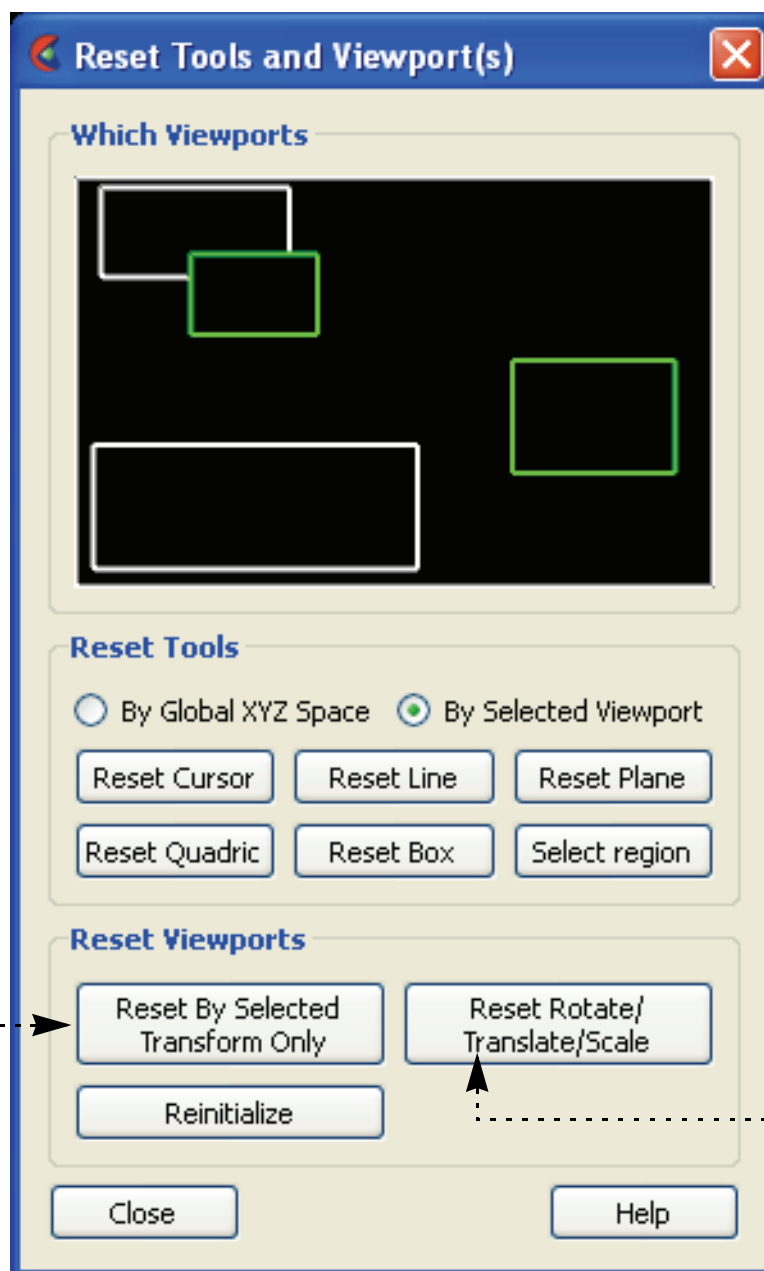 Reset Tools and Viewport(s)
Which Viewports
Reset Tools
By Global XYZ Space By Selected Viewport
Reset Cursor Reset Line Reset Plane
Reset Quadric Reset Box Select region
Reset Viewports
Reset By Selected
Transform Only
Reset Rotate/
Translate/Scale
Reinitialize
Close Help